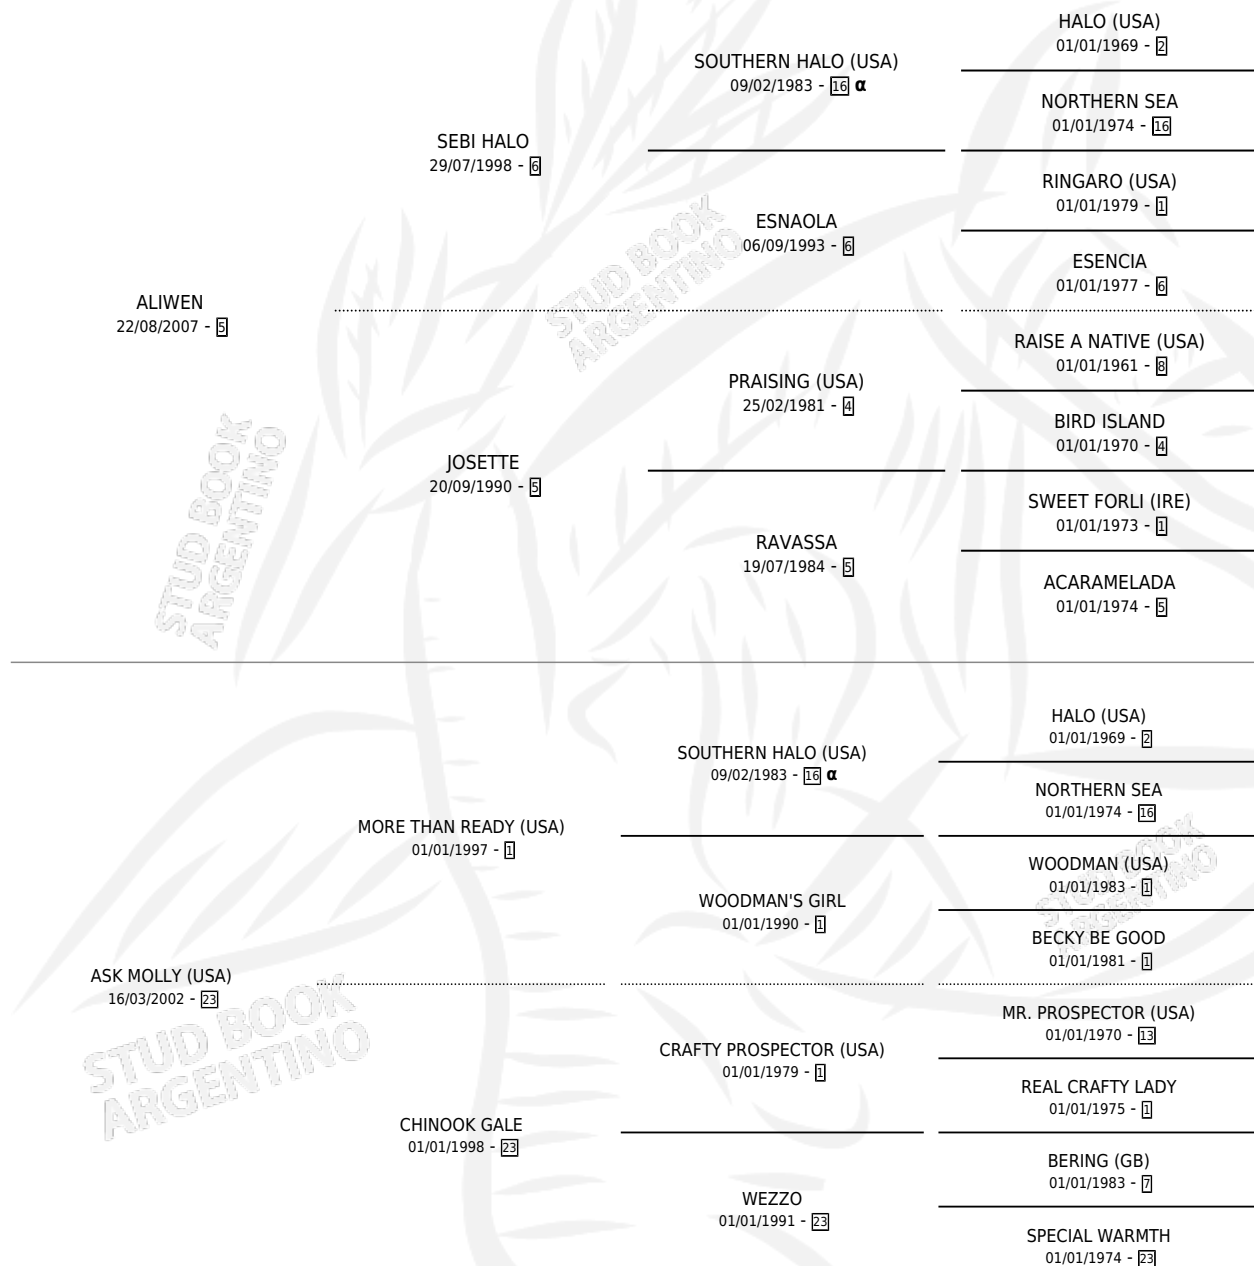 HALO (USA)
01/01/1969 - 2
SOUTHERN HALO (USA)
09/02/1983 - 16 α
NORTHERN SEA
01/01/1974 - 16
SEBI HALO
29/07/1998 - 6
RINGARO (USA)
01/01/1979 - 1
ESNAOLA
06/09/1993 - 6
ESENCIA
01/01/1977 - 6
STUD BOOK
ARGENTINO
ALIWEN
22/08/2007 - 5
RAISE A NATIVE (USA)
01/01/1961 - 8
PRAISING (USA)
25/02/1981 - 4
BIRD ISLAND
01/01/1970 - 4
JOSETTE
20/09/1990 - 5
SWEET FORLI (IRE)
01/01/1973 - 1
RAVASSA
19/07/1984 - 5
ACARAMELADA
01/01/1974 - 5
STUD BOOK
ARGENTINO
HALO (USA)
01/01/1969 - 2
SOUTHERN HALO (USA)
09/02/1983 - 16 α
NORTHERN SEA
01/01/1974 - 16
MORE THAN READY (USA)
01/01/1997 - 1
WOODMAN (USA)
01/01/1983 - 1
WOODMAN'S GIRL
01/01/1990 - 1
BECKY BE GOOD
01/01/1981 - 1
STUD BOOK
ARGENTINO
ASK MOLLY (USA)
16/03/2002 - 23
MR. PROSPECTOR (USA)
01/01/1970 - 13
CRAFTY PROSPECTOR (USA)
01/01/1979 - 1
REAL CRAFTY LADY
01/01/1975 - 1
STUD BOOK
ARGENTINO
CHINOOK GALE
01/01/1998 - 23
BERING (GB)
01/01/1983 - 7
WEZZO
01/01/1991 - 23
SPECIAL WARMTH
01/01/1974 - 23